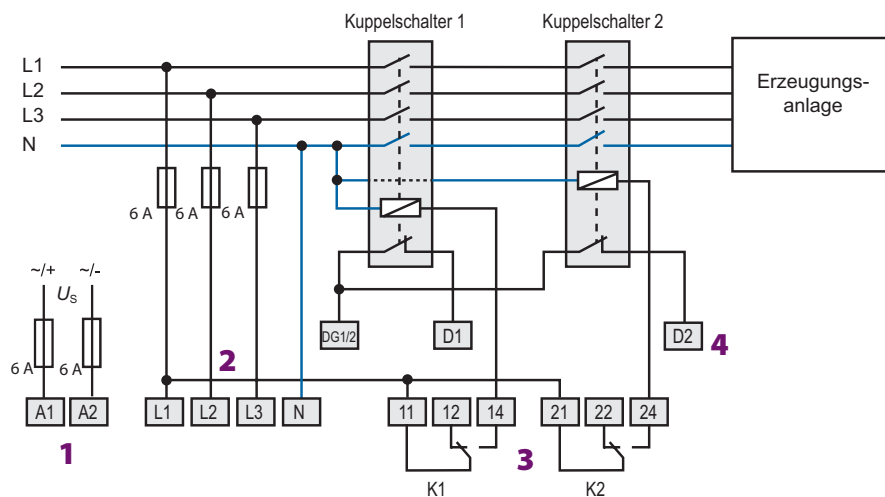 Kuppelschalter 1
Kuppelschalter 2
L1
L2
L3
N
Erzeugungs-
anlage
6 A
6 A
6 A
~/+
~/-
US
6 A
6 A
2
DG1/2
D1
D2
4
A1
A2
L1
L2
L3
N
11
12
14
21
22
24
1
3
K1
K2